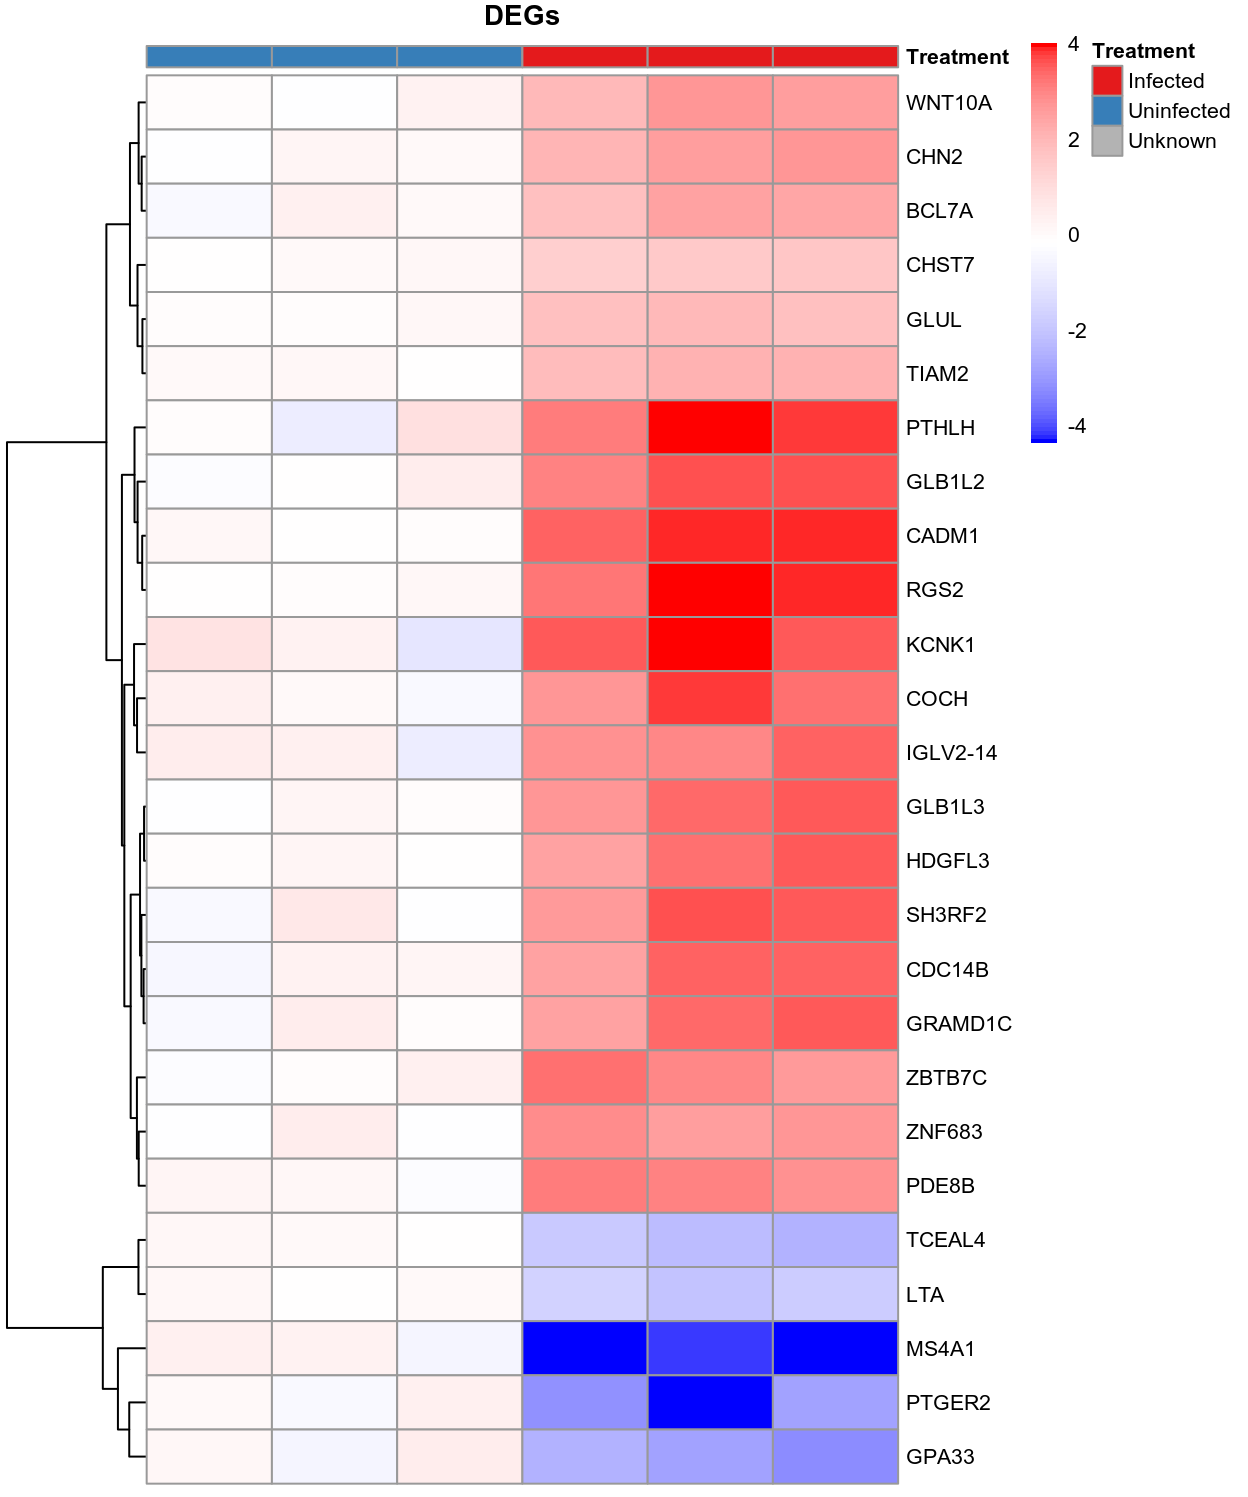 DEGs
Treatment
WNT10A
CHN2
BCL7A
CHST7
GLUL
TIAM2
PTHLH
GLB1L2
CADM1
RGS2
KCNK1
COCH
IGLV2-14
GLB1L3
HDGFL3
SH3RF2
CDC14B
GRAMD1C
ZBTB7C
ZNF683
PDE8B
TCEAL4
LTA
MS4A1
PTGER2
GPA33
4
2
0
-2
-4
Treatment
Infected
Uninfected
Unknown